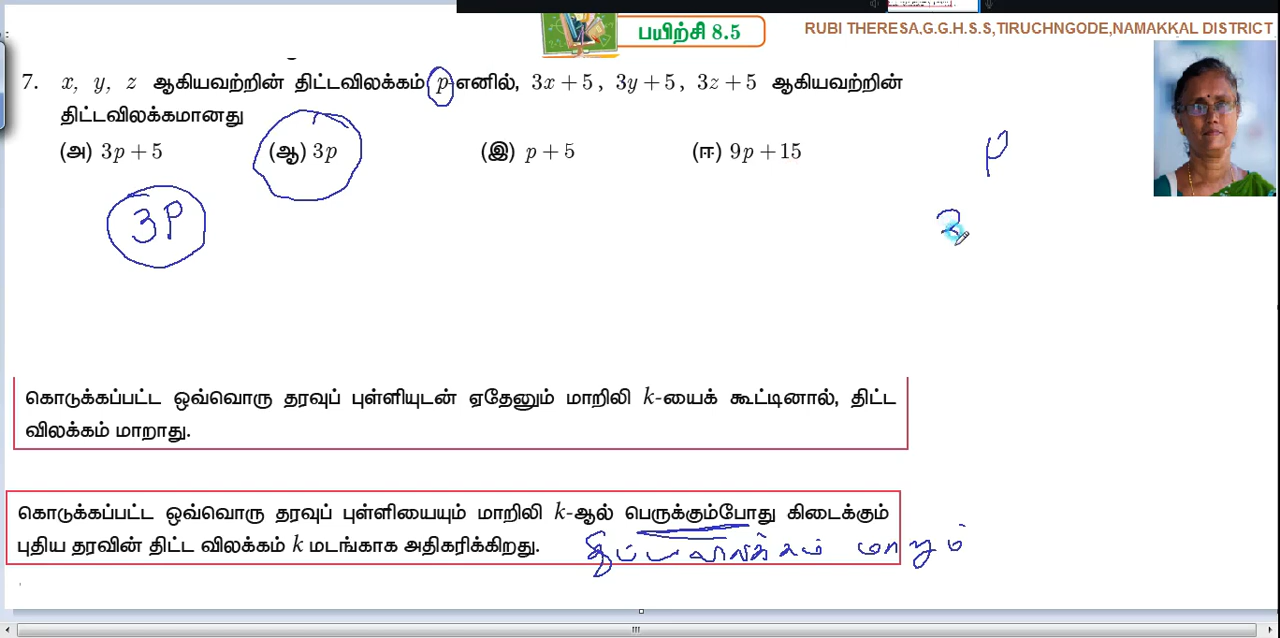 பயிற்சி 8.5
RUBI THERESA,G.G.H.S.S,TIRUCHNGODE,NAMAKKAL DISTRICT
7. x, y, z ஆகியவற்றின் திட்டவிலக்கம் p எனில், 3x + 5 , 3y + 5, 3z + 5 ஆகியவற்றின்
திட்டவிலக்கமானது
(அ) 3p + 5 (ஆ) 3p (இ) p + 5 (ஈ) 9p + 15
P
3P
3
கொடுக்கப்பட்ட ஒவ்வொரு தரவுப் புள்ளியுடன் ஏதேனும் மாறிலி k-யைக் கூட்டினால், திட்ட
விலக்கம் மாறாது.
கொடுக்கப்பட்ட ஒவ்வொரு தரவுப் புள்ளியையும் மாறிலி k-ஆல் பெருக்கும்போது கிடைக்கும்
புதிய தரவின் திட்ட விலக்கம் k மடங்காக அதிகரிக்கிறது.
மாறும்